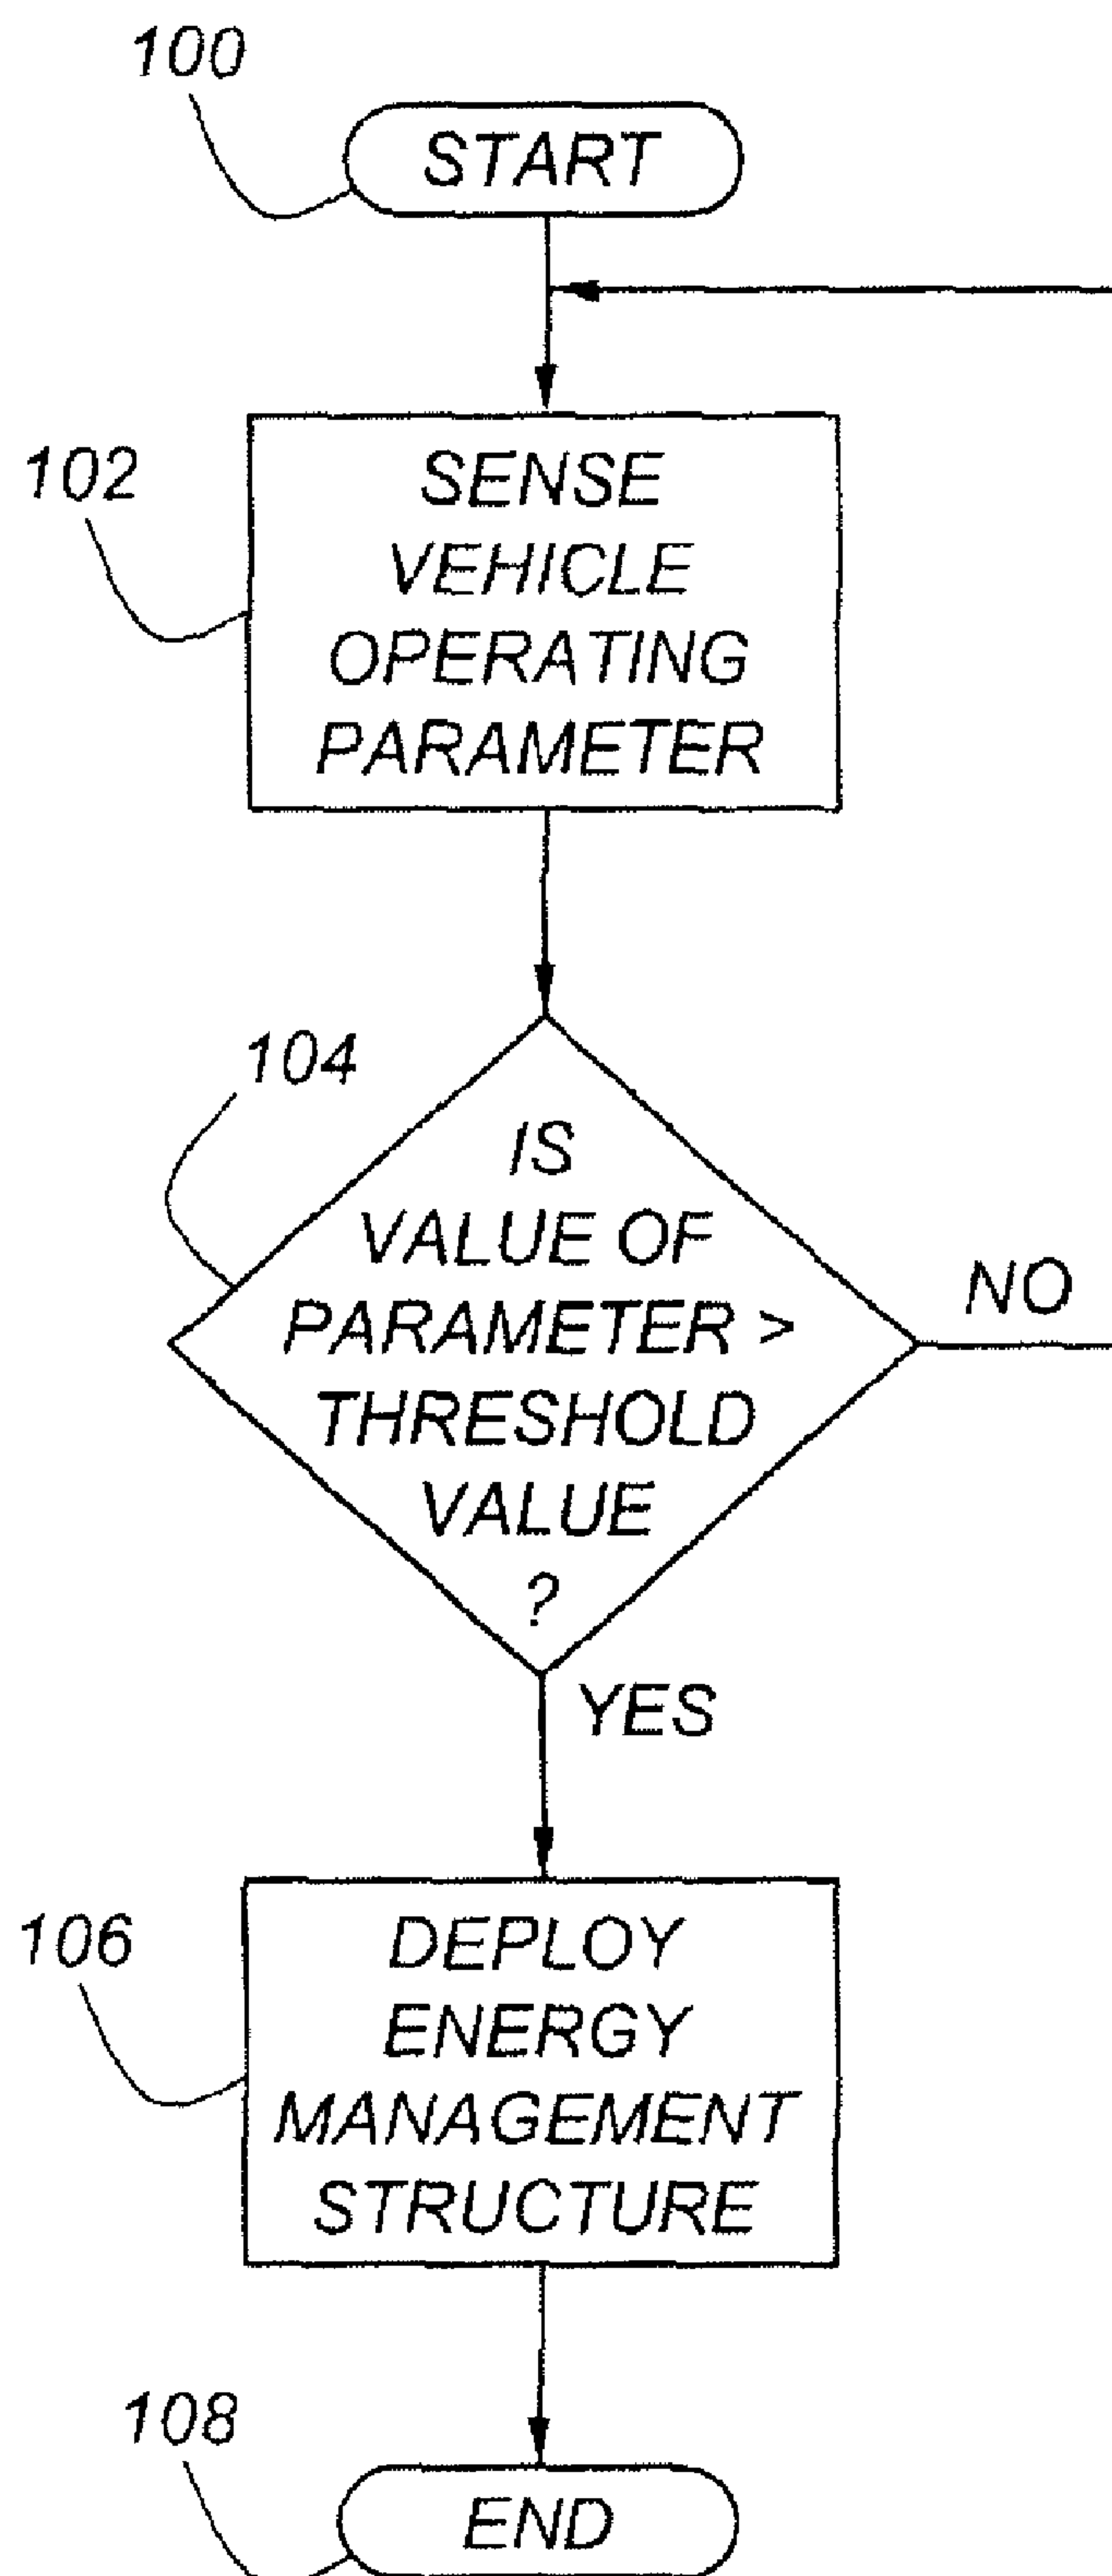 100
START
102
SENSE
VEHICLE
OPERATING
PARAMETER
104
IS
VALUE OF
PARAMETER >
THRESHOLD
VALUE
?
NO
YES
106
DEPLOY
ENERGY
MANAGEMENT
STRUCTURE
108
END